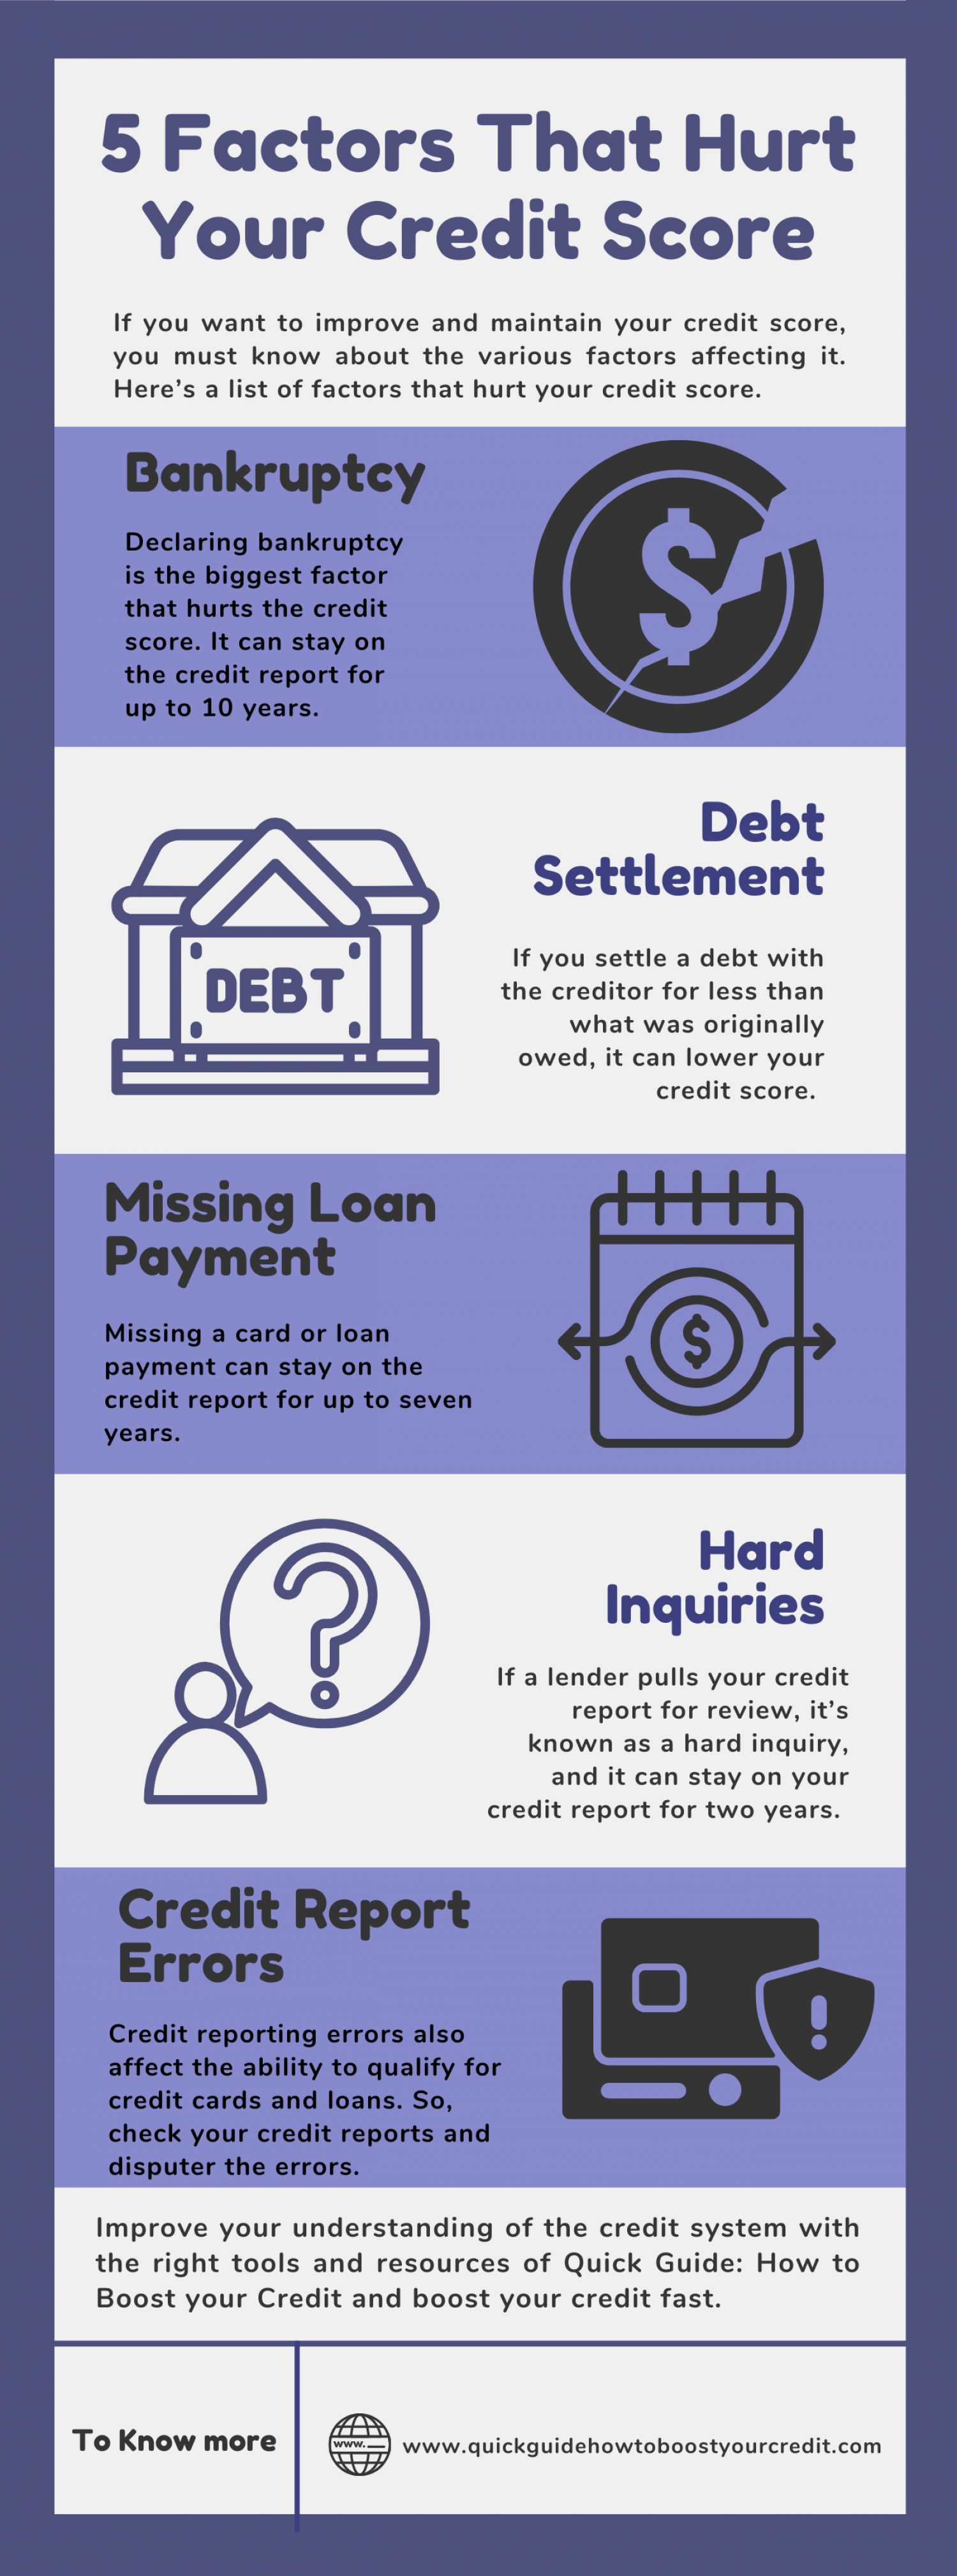 5 Factors That Hurt
Your Credit Score
If you want to improve and maintain your credit score,
you must know about the various factors affecting it.
Here's a list of factors that hurt your credit score.
Bankruptcy
Declaring bankruptcy
is the biggest factor
that hurts the credit
score. It can stay on
the credit report for
up to 10 years.
$
DEBT
Debt
Settlement
If you settle a debt with
the creditor for less than
what was originally
owed, it can lower your
credit score.
Missing Loan
Payment
Missing a card or loan
payment can stay on the
credit report for up to seven
years.
$
?
Hard
Inquiries
If a lender pulls your credit
report for review, it's
known as a hard inquiry,
and it can stay on your
credit report for two years.
Credit Report
Errors
Credit reporting errors also
affect the ability to qualify for
credit cards and loans. So,
check your credit reports and
disputer the errors.
!
Improve your understanding of the credit system with
the right tools and resources of Quick Guide: How to
Boost your Credit and boost your credit fast.
To Know more
www.
www.quickguidehowtoboostyourcredit.com